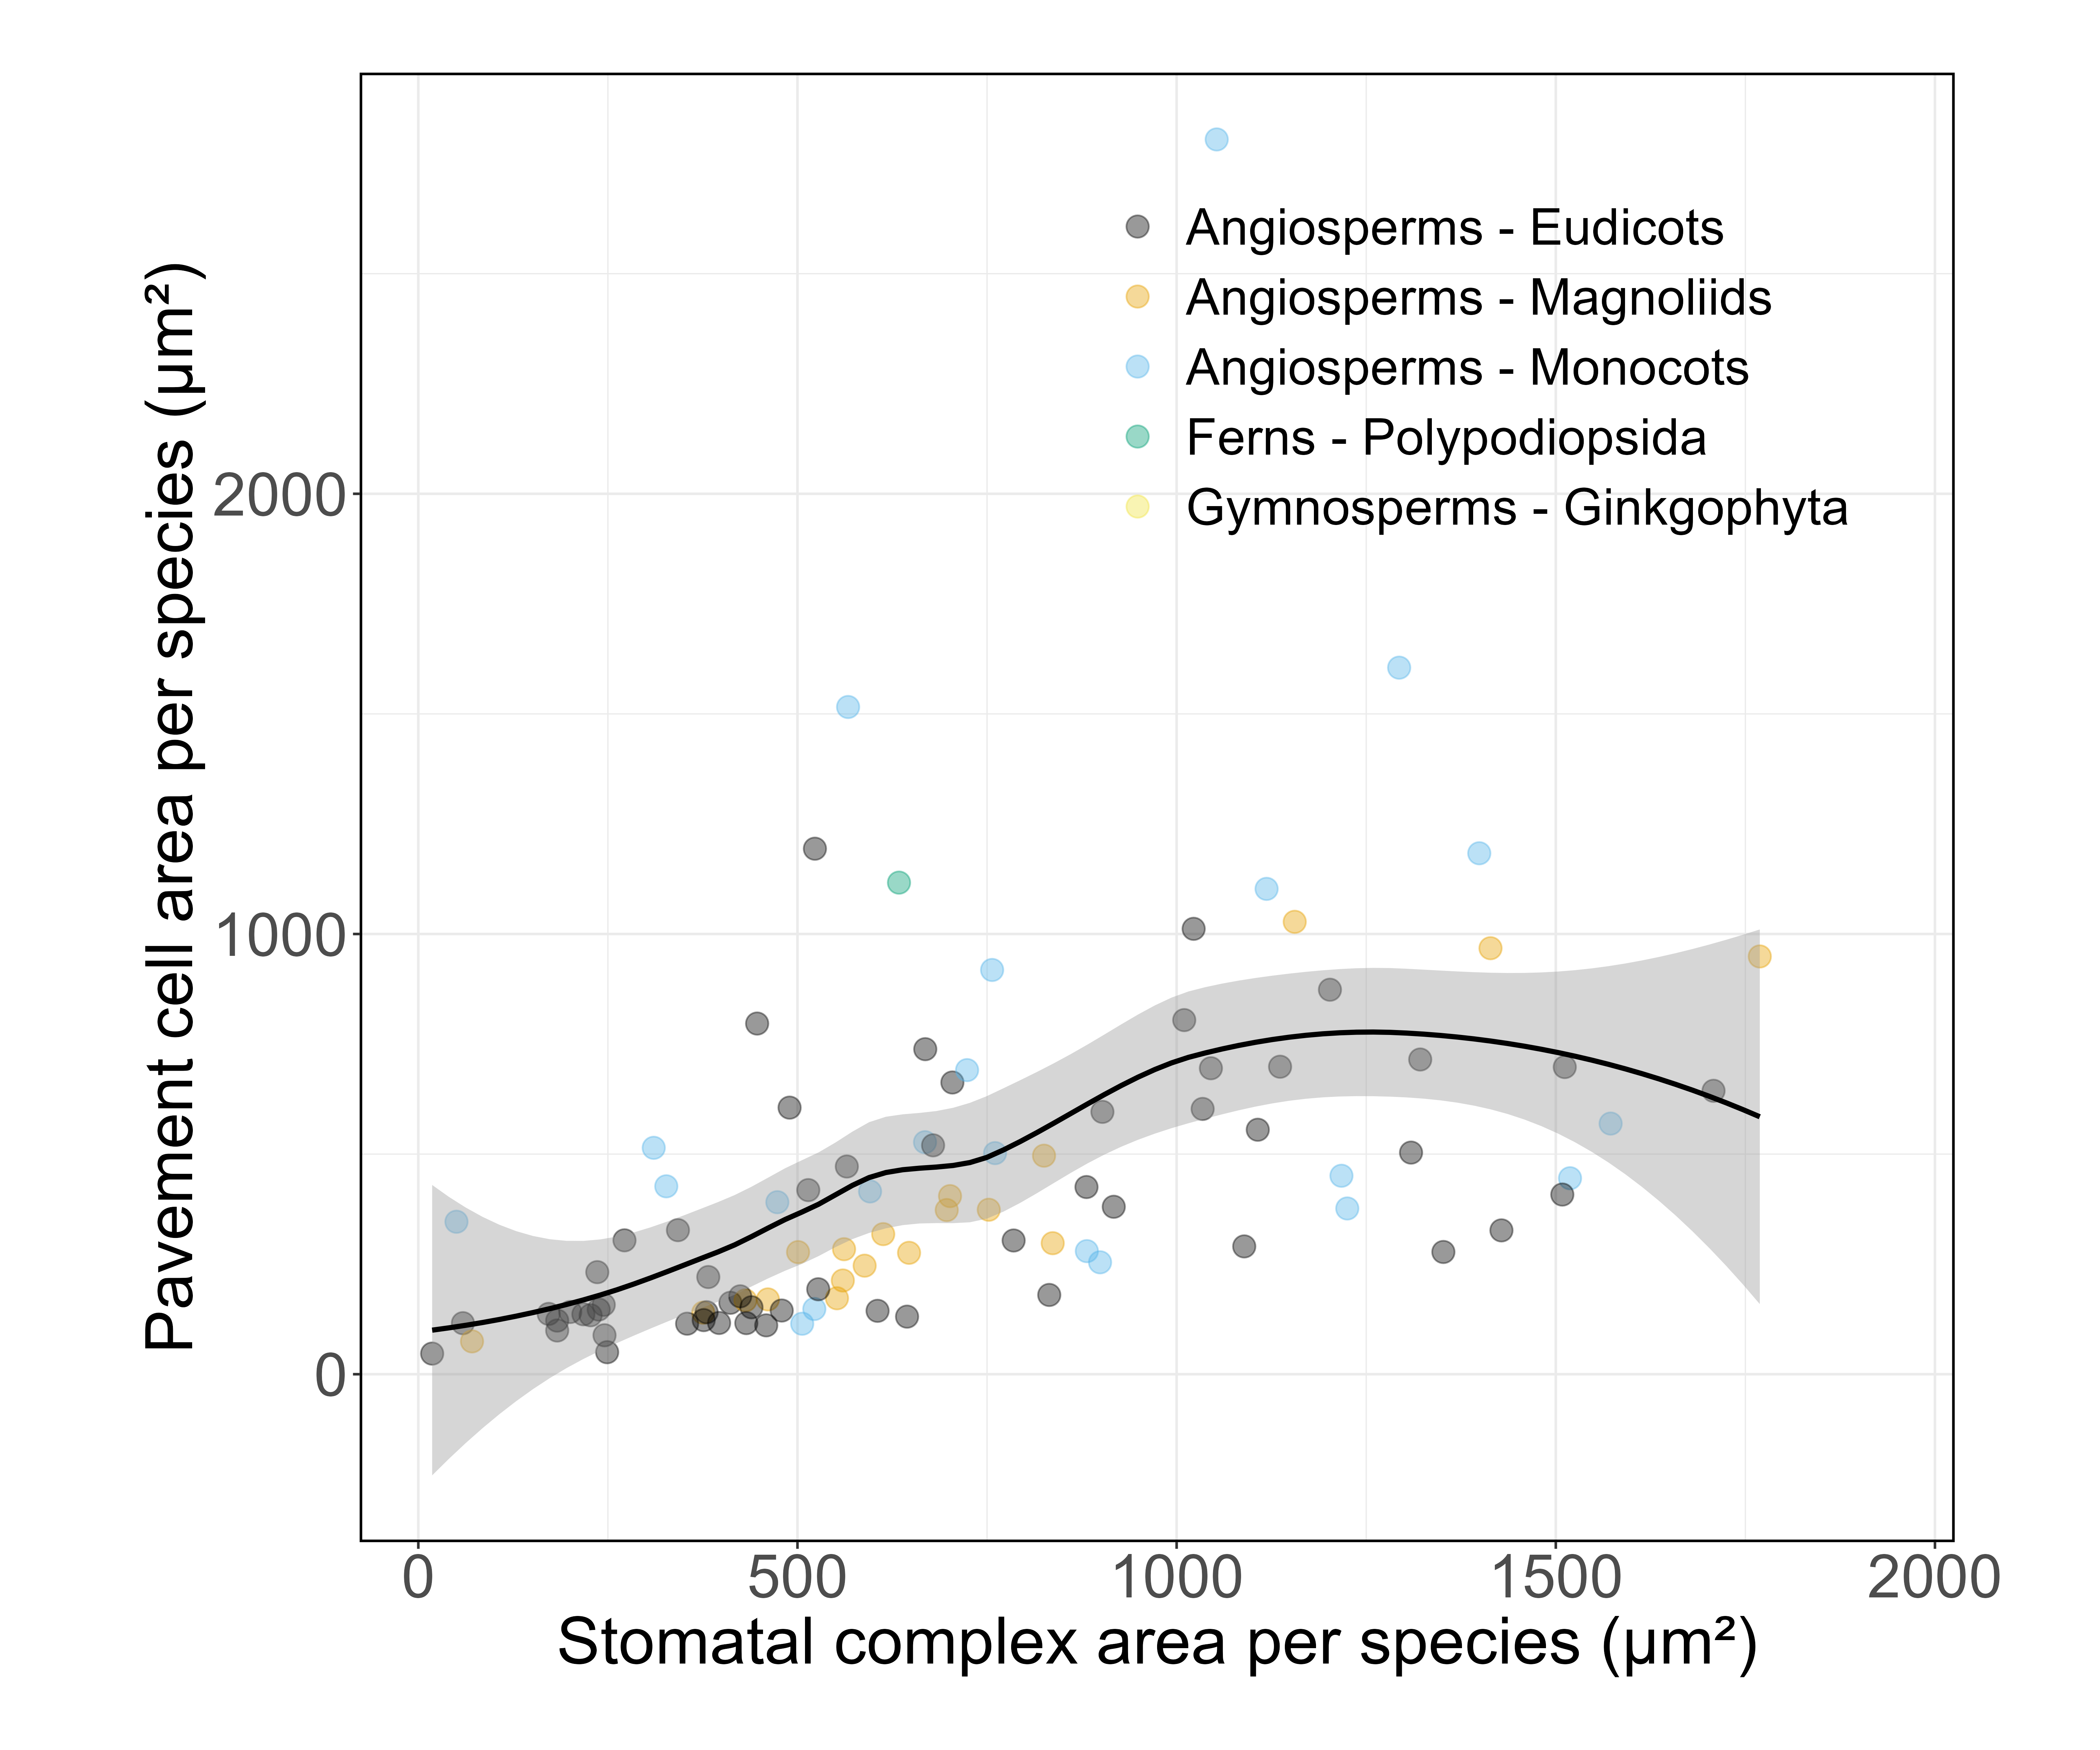 Angiosperms - Eudicots
Angiosperms - Magnoliids
Angiosperms - Monocots
Ferns - Polypodiopsida
Gymnosperms - Ginkgophyta
Pavement cell area per species (µm²)
2000
1000
0
0 500 1000 1500 2000
Stomatal complex area per species (µm²)